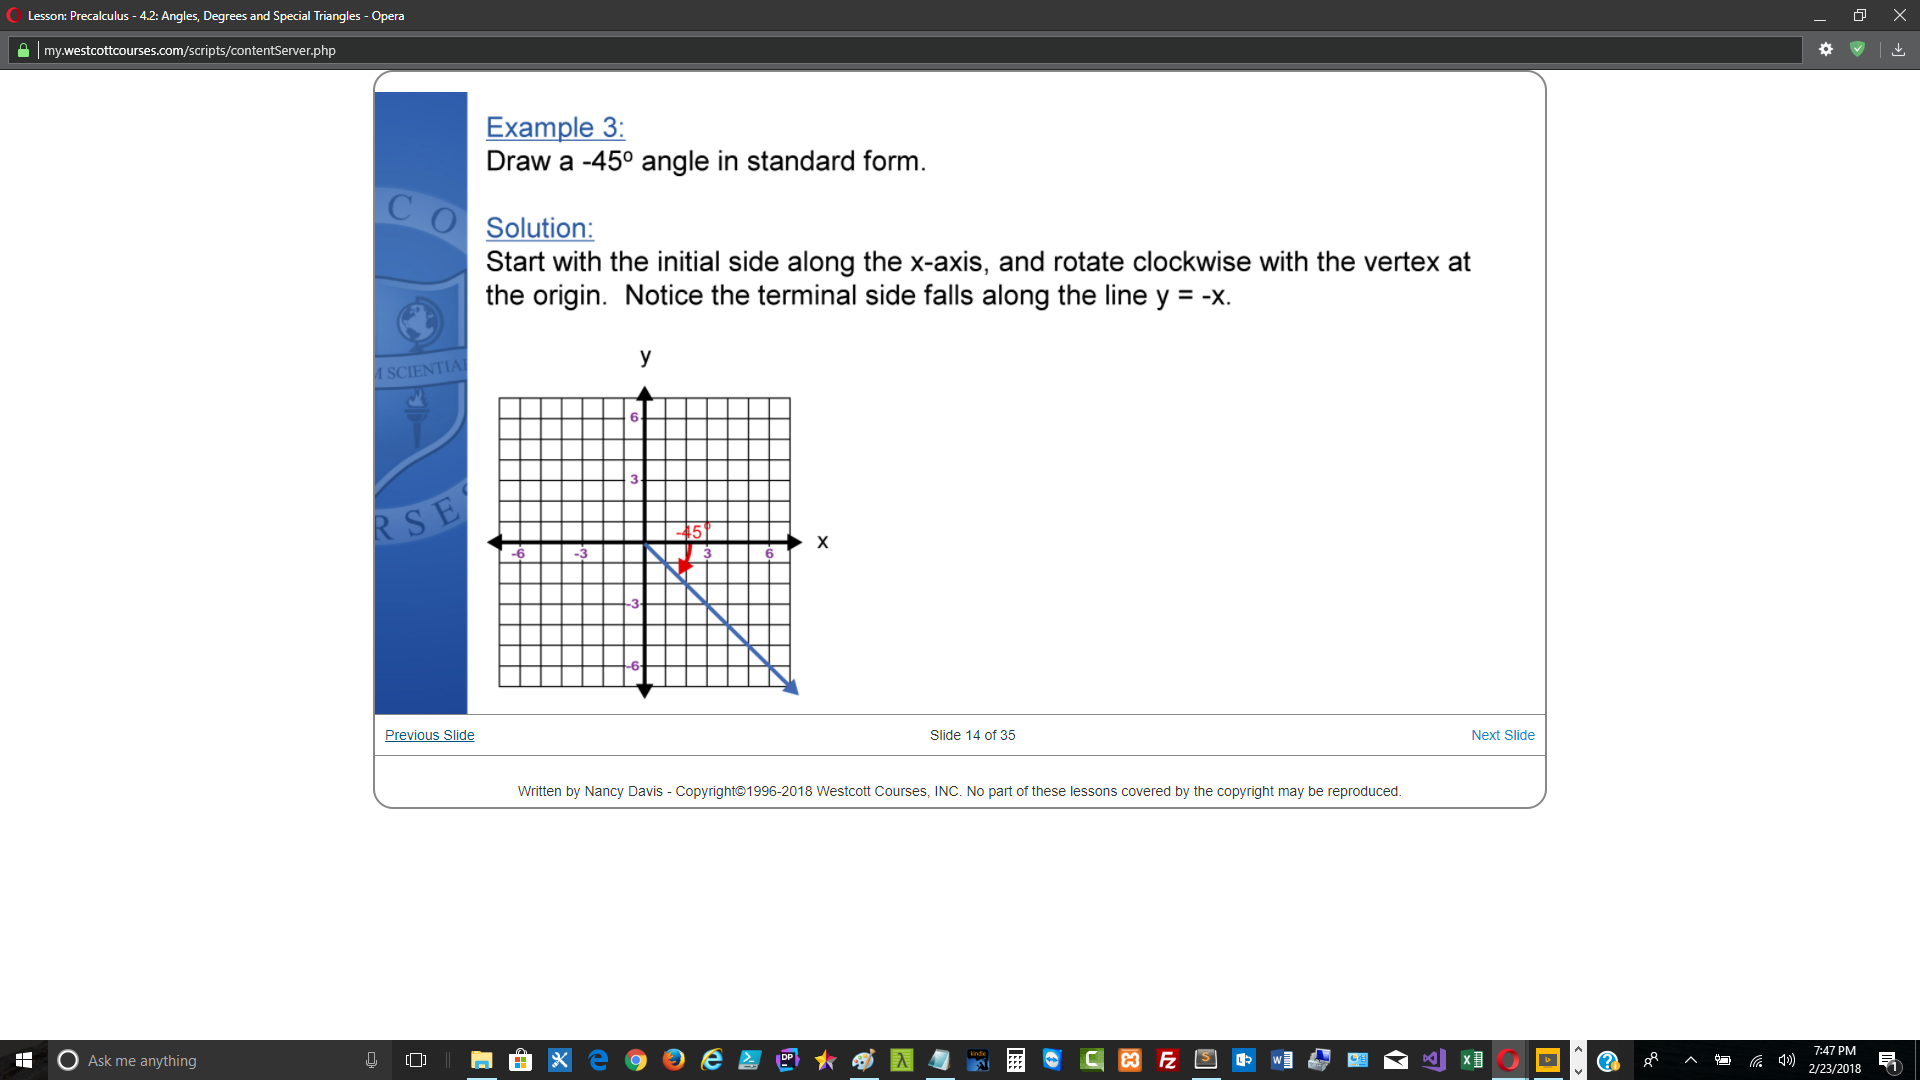 Lesson: Precalculus - 4.2: Angles, Degrees and Special Triangles - Opera
my.westcottcourses.com/scripts/contentServer.php
Example 3:
Draw a -45º angle in standard form.
Solution:
Start with the initial side along the x-axis, and rotate clockwise with the vertex at
the origin.  Notice the terminal side falls along the line y = -x.
C O
SCIENTIA
R S E
y
6
3
-45º
x
-6 -3 3 6
-3
-6
Previous Slide Slide 14 of 35 Next Slide
Written by Nancy Davis - Copyright©1996-2018 Westcott Courses, INC. No part of these lessons covered by the copyright may be reproduced.
Ask me anything
DP
kindle
7:47 PM
2/23/2018
1